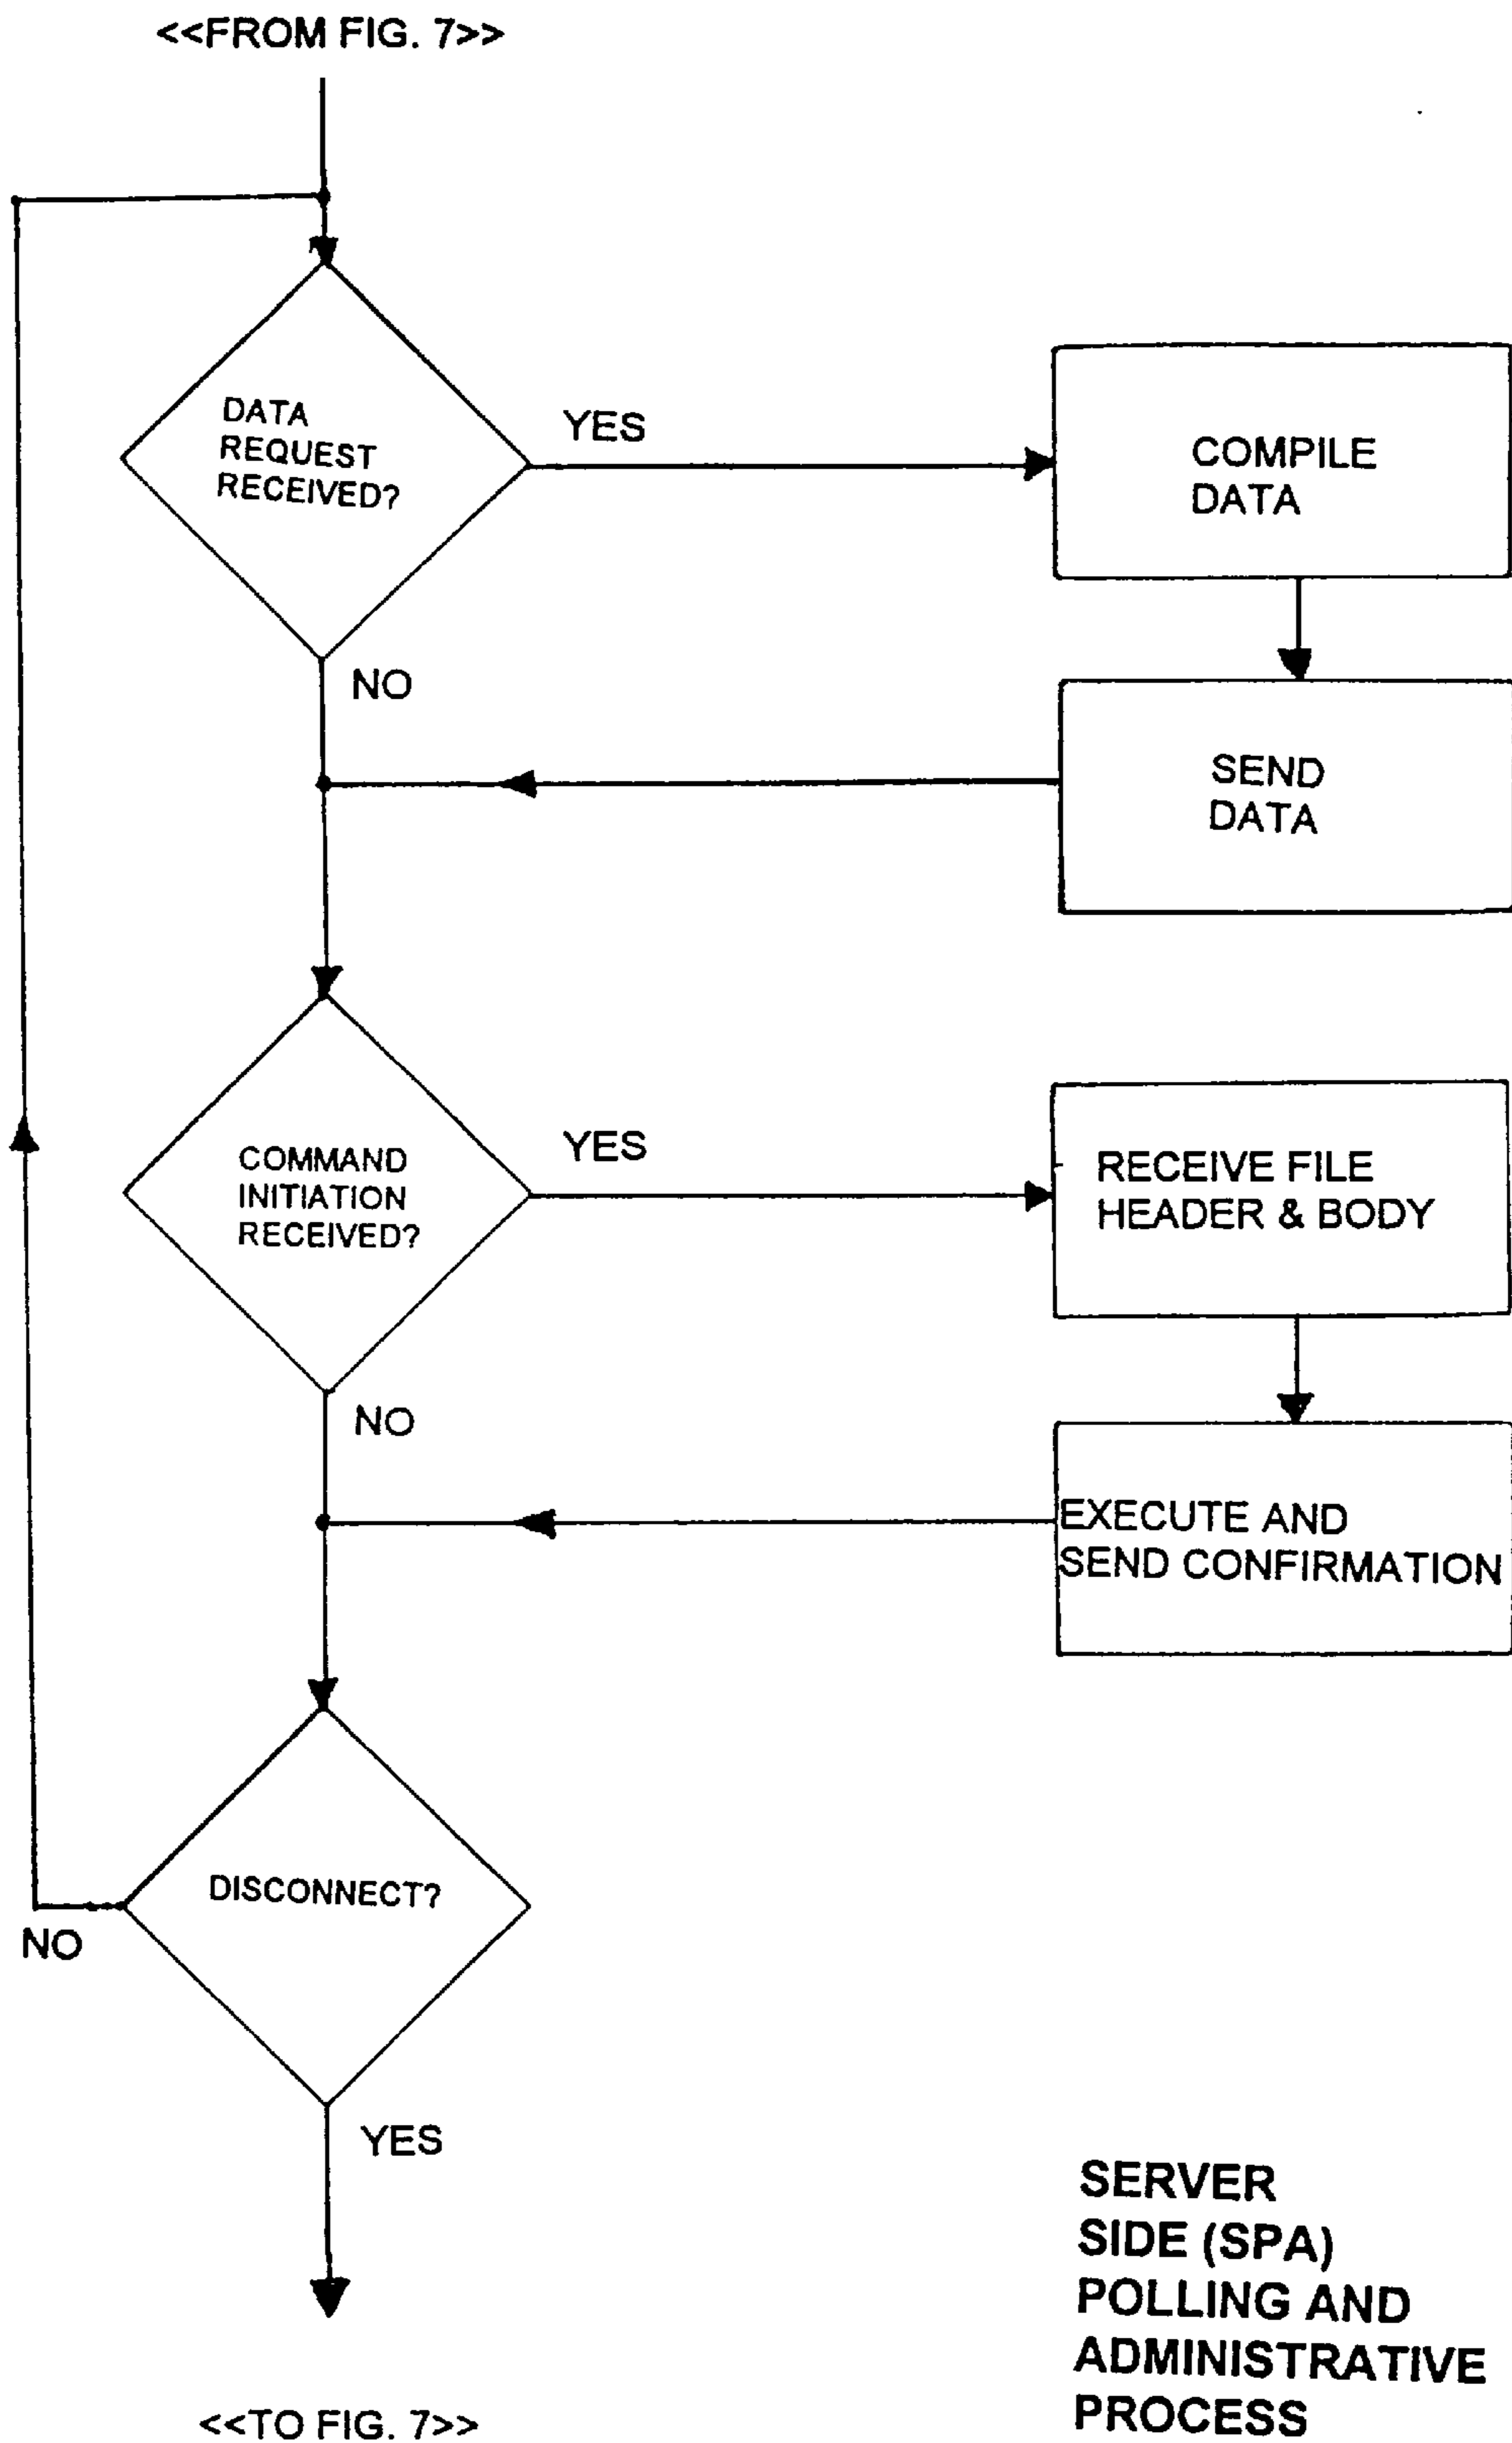 <<FROM FIG. 7>>
DATA
REQUEST
RECEIVED?
YES
COMPILE
DATA
NO
SEND
DATA
COMMAND
INITIATION
RECEIVED?
YES
RECEIVE FILE
HEADER & BODY
NO
EXECUTE AND
SEND CONFIRMATION
DISCONNECT?
NO
YES
SERVER
SIDE (SPA)
POLLING AND
ADMINISTRATIVE
PROCESS
<<TO FIG. 7>>